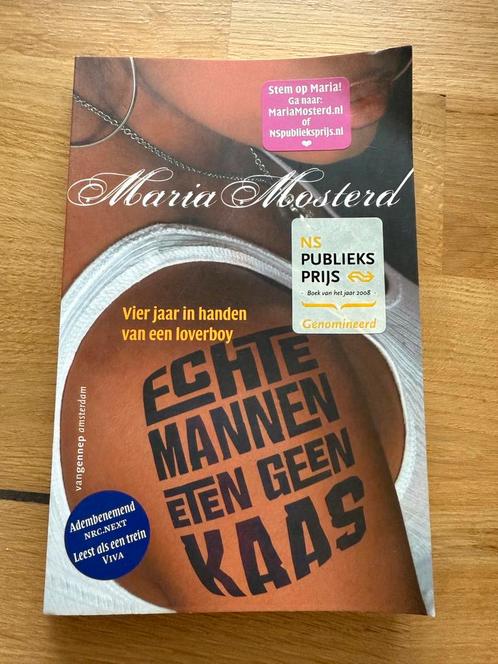 Stem op Maria!
Ga naar:
MariaMosterd.nl
of
NSpublieksprijs.nl
Maria Mosterd
NS
PUBLIEKS
PRIJS
- Boek van het jaar 2008 -
Genomineerd
Vier jaar in handen
van een loverboy
ECHTE
MANNEN
ETEN GEEN
KAAS
vangennep amsterdam
Adembenemend
NRC.NEXT
Leest als een trein
VIVA